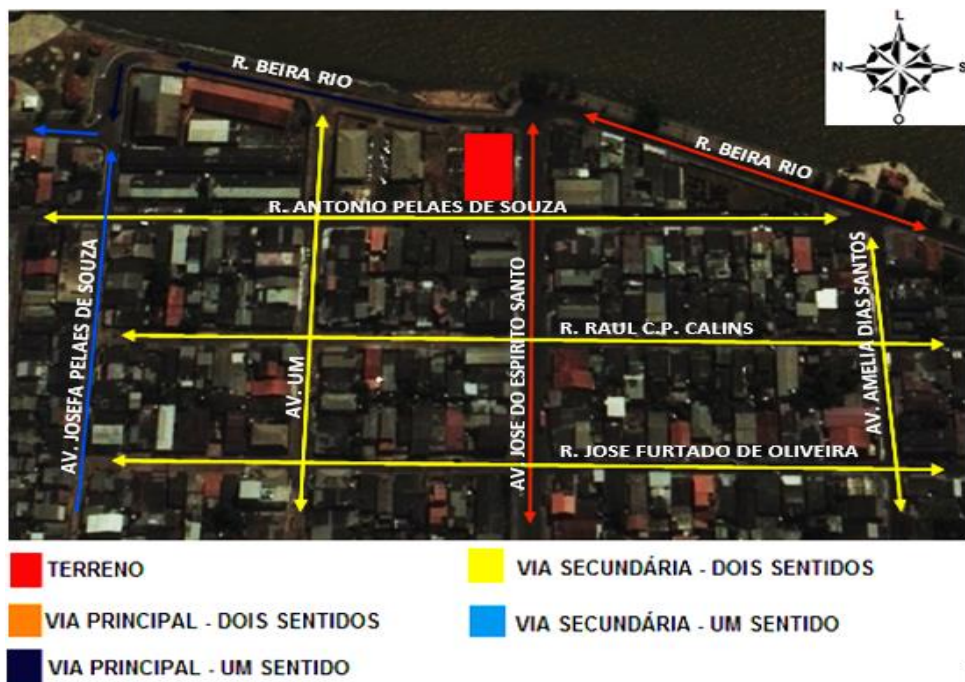 L
N
S
O
R. BEIRA RIO
R. BEIRA RIO
R. ANTONIO PELAES DE SOUZA
AV. JOSEFA PELAES DE SOUZA
AV. UM
AV. JOSE DO ESPIRITO SANTO
AV. AMELIA DIAS SANTOS
R. RAUL C.P. CALINS
R. JOSE FURTADO DE OLIVEIRA
TERRENO
VIA PRINCIPAL - DOIS SENTIDOS
VIA PRINCIPAL - UM SENTIDO
VIA SECUNDÁRIA - DOIS SENTIDOS
VIA SECUNDÁRIA - UM SENTIDO